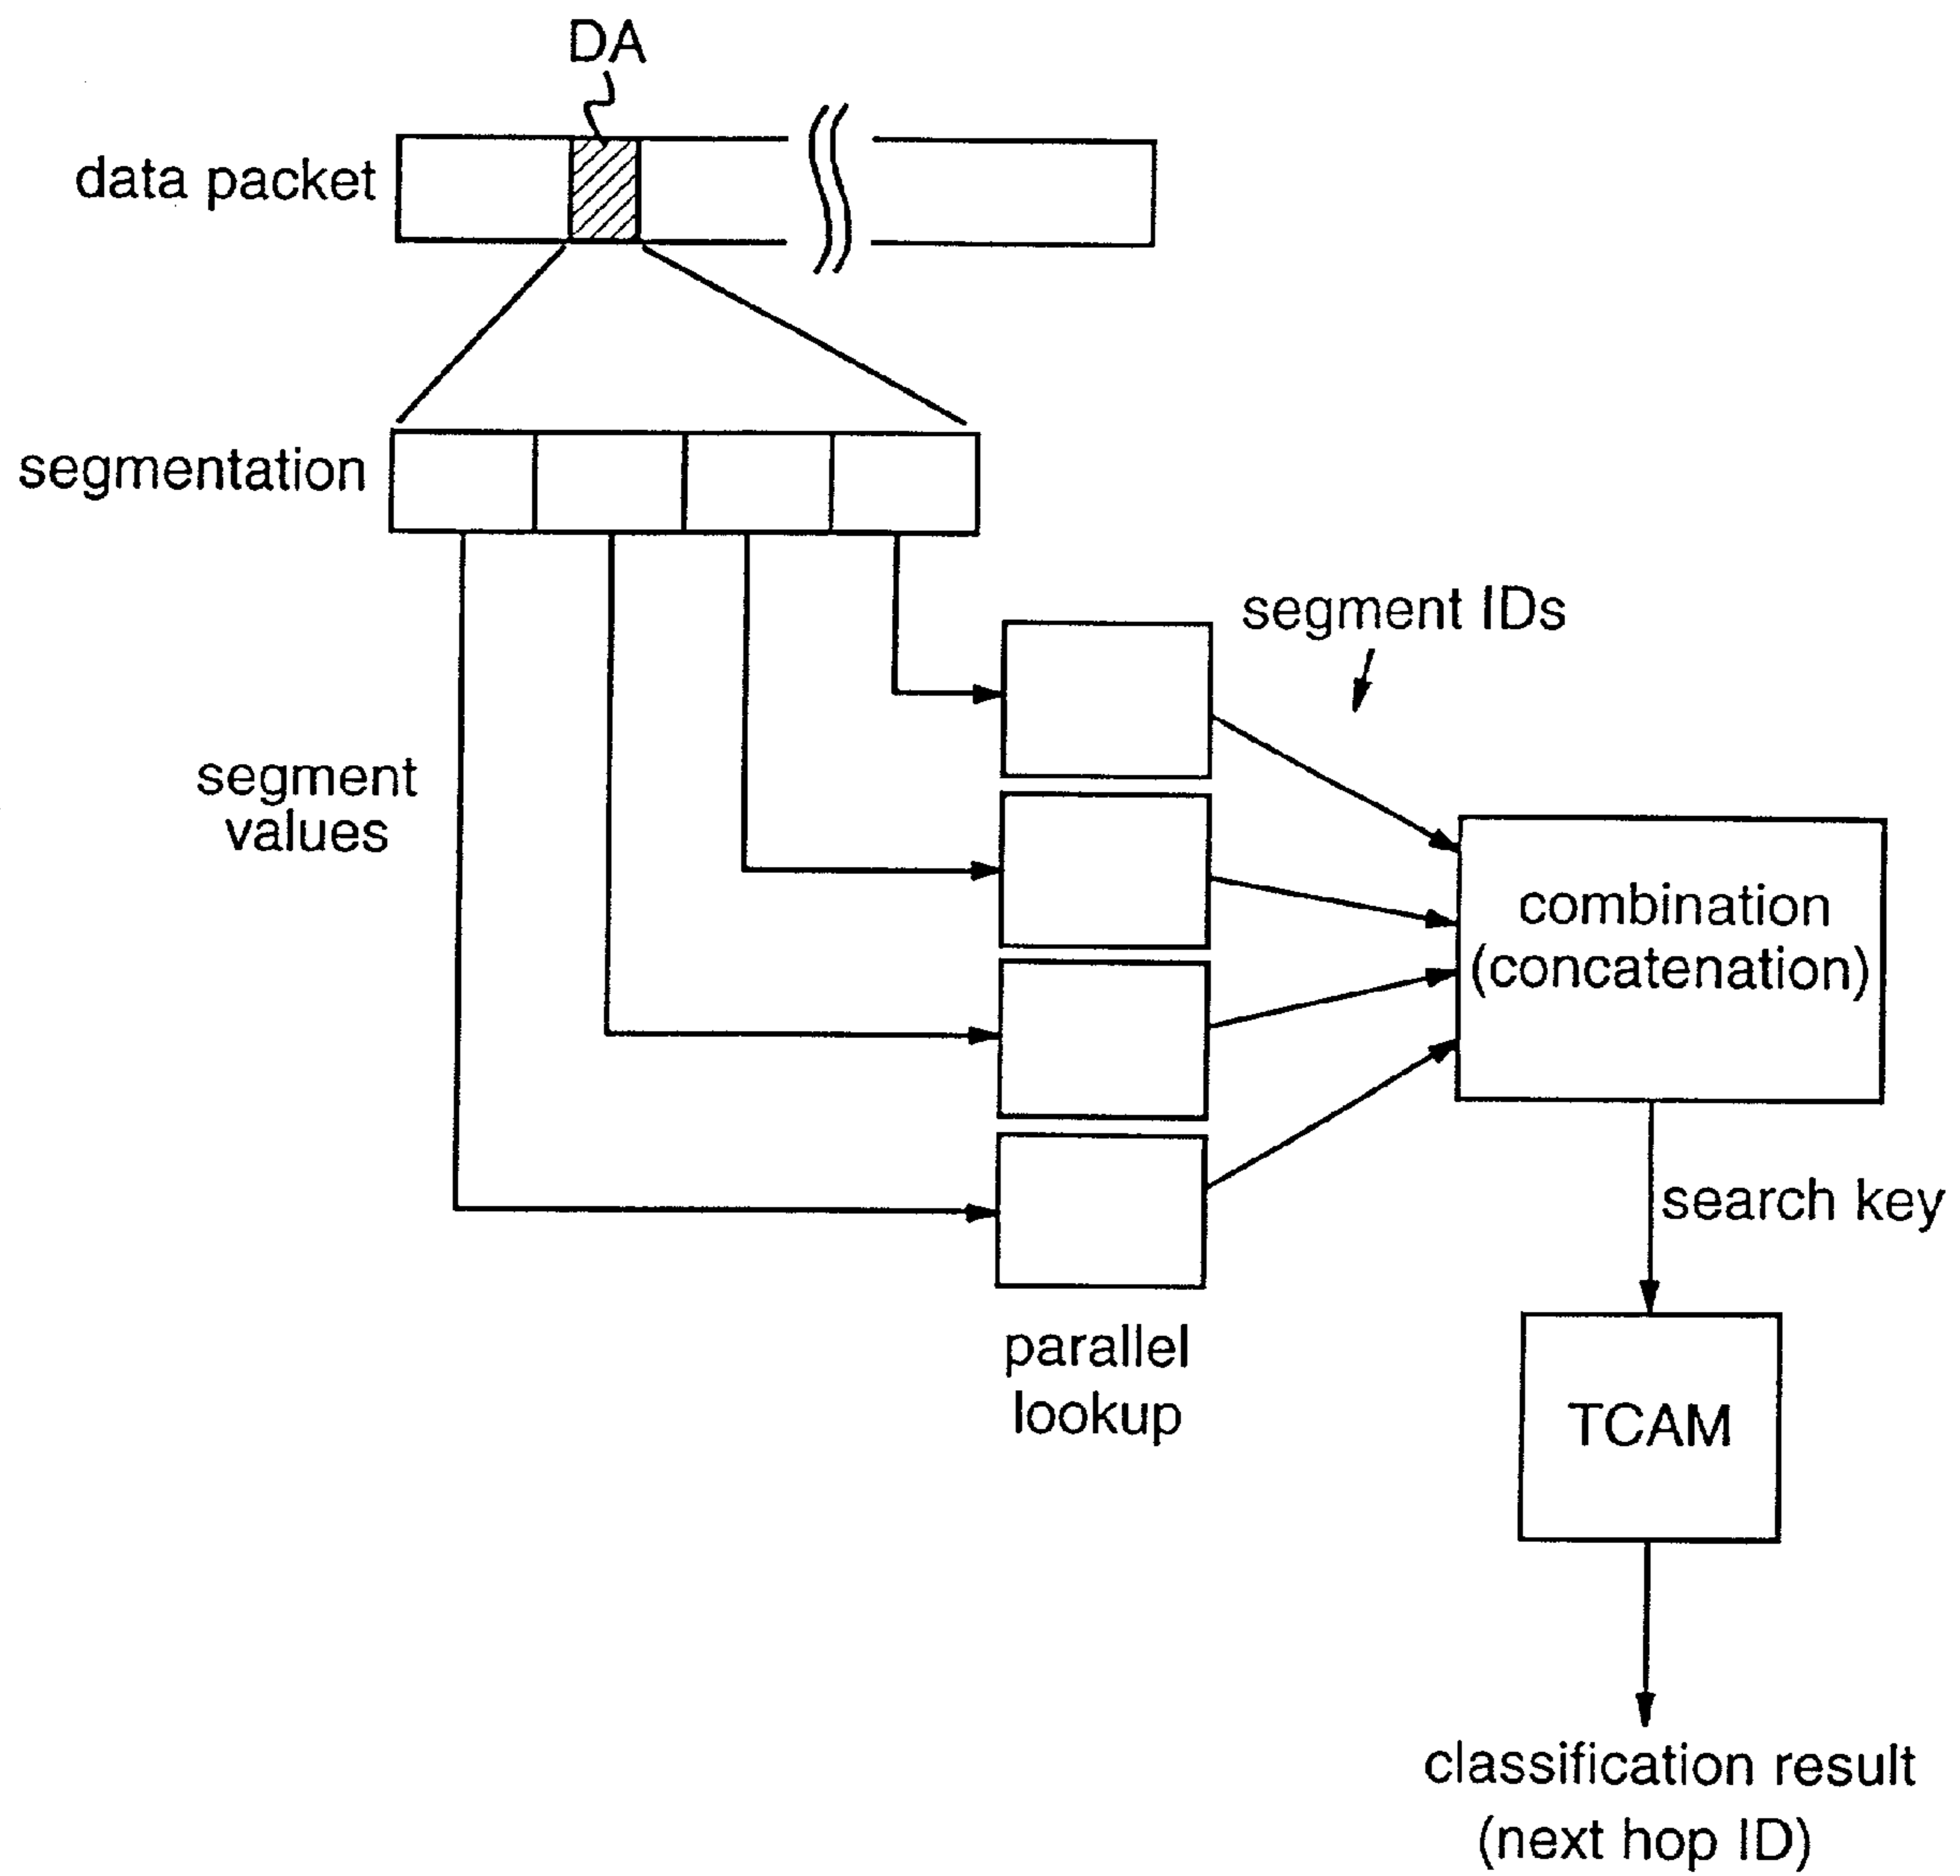 DA
data packet
segmentation
segment IDs
segment
values
combination
(concatenation)
search key
parallel
lookup
TCAM
classification result
(next hop ID)